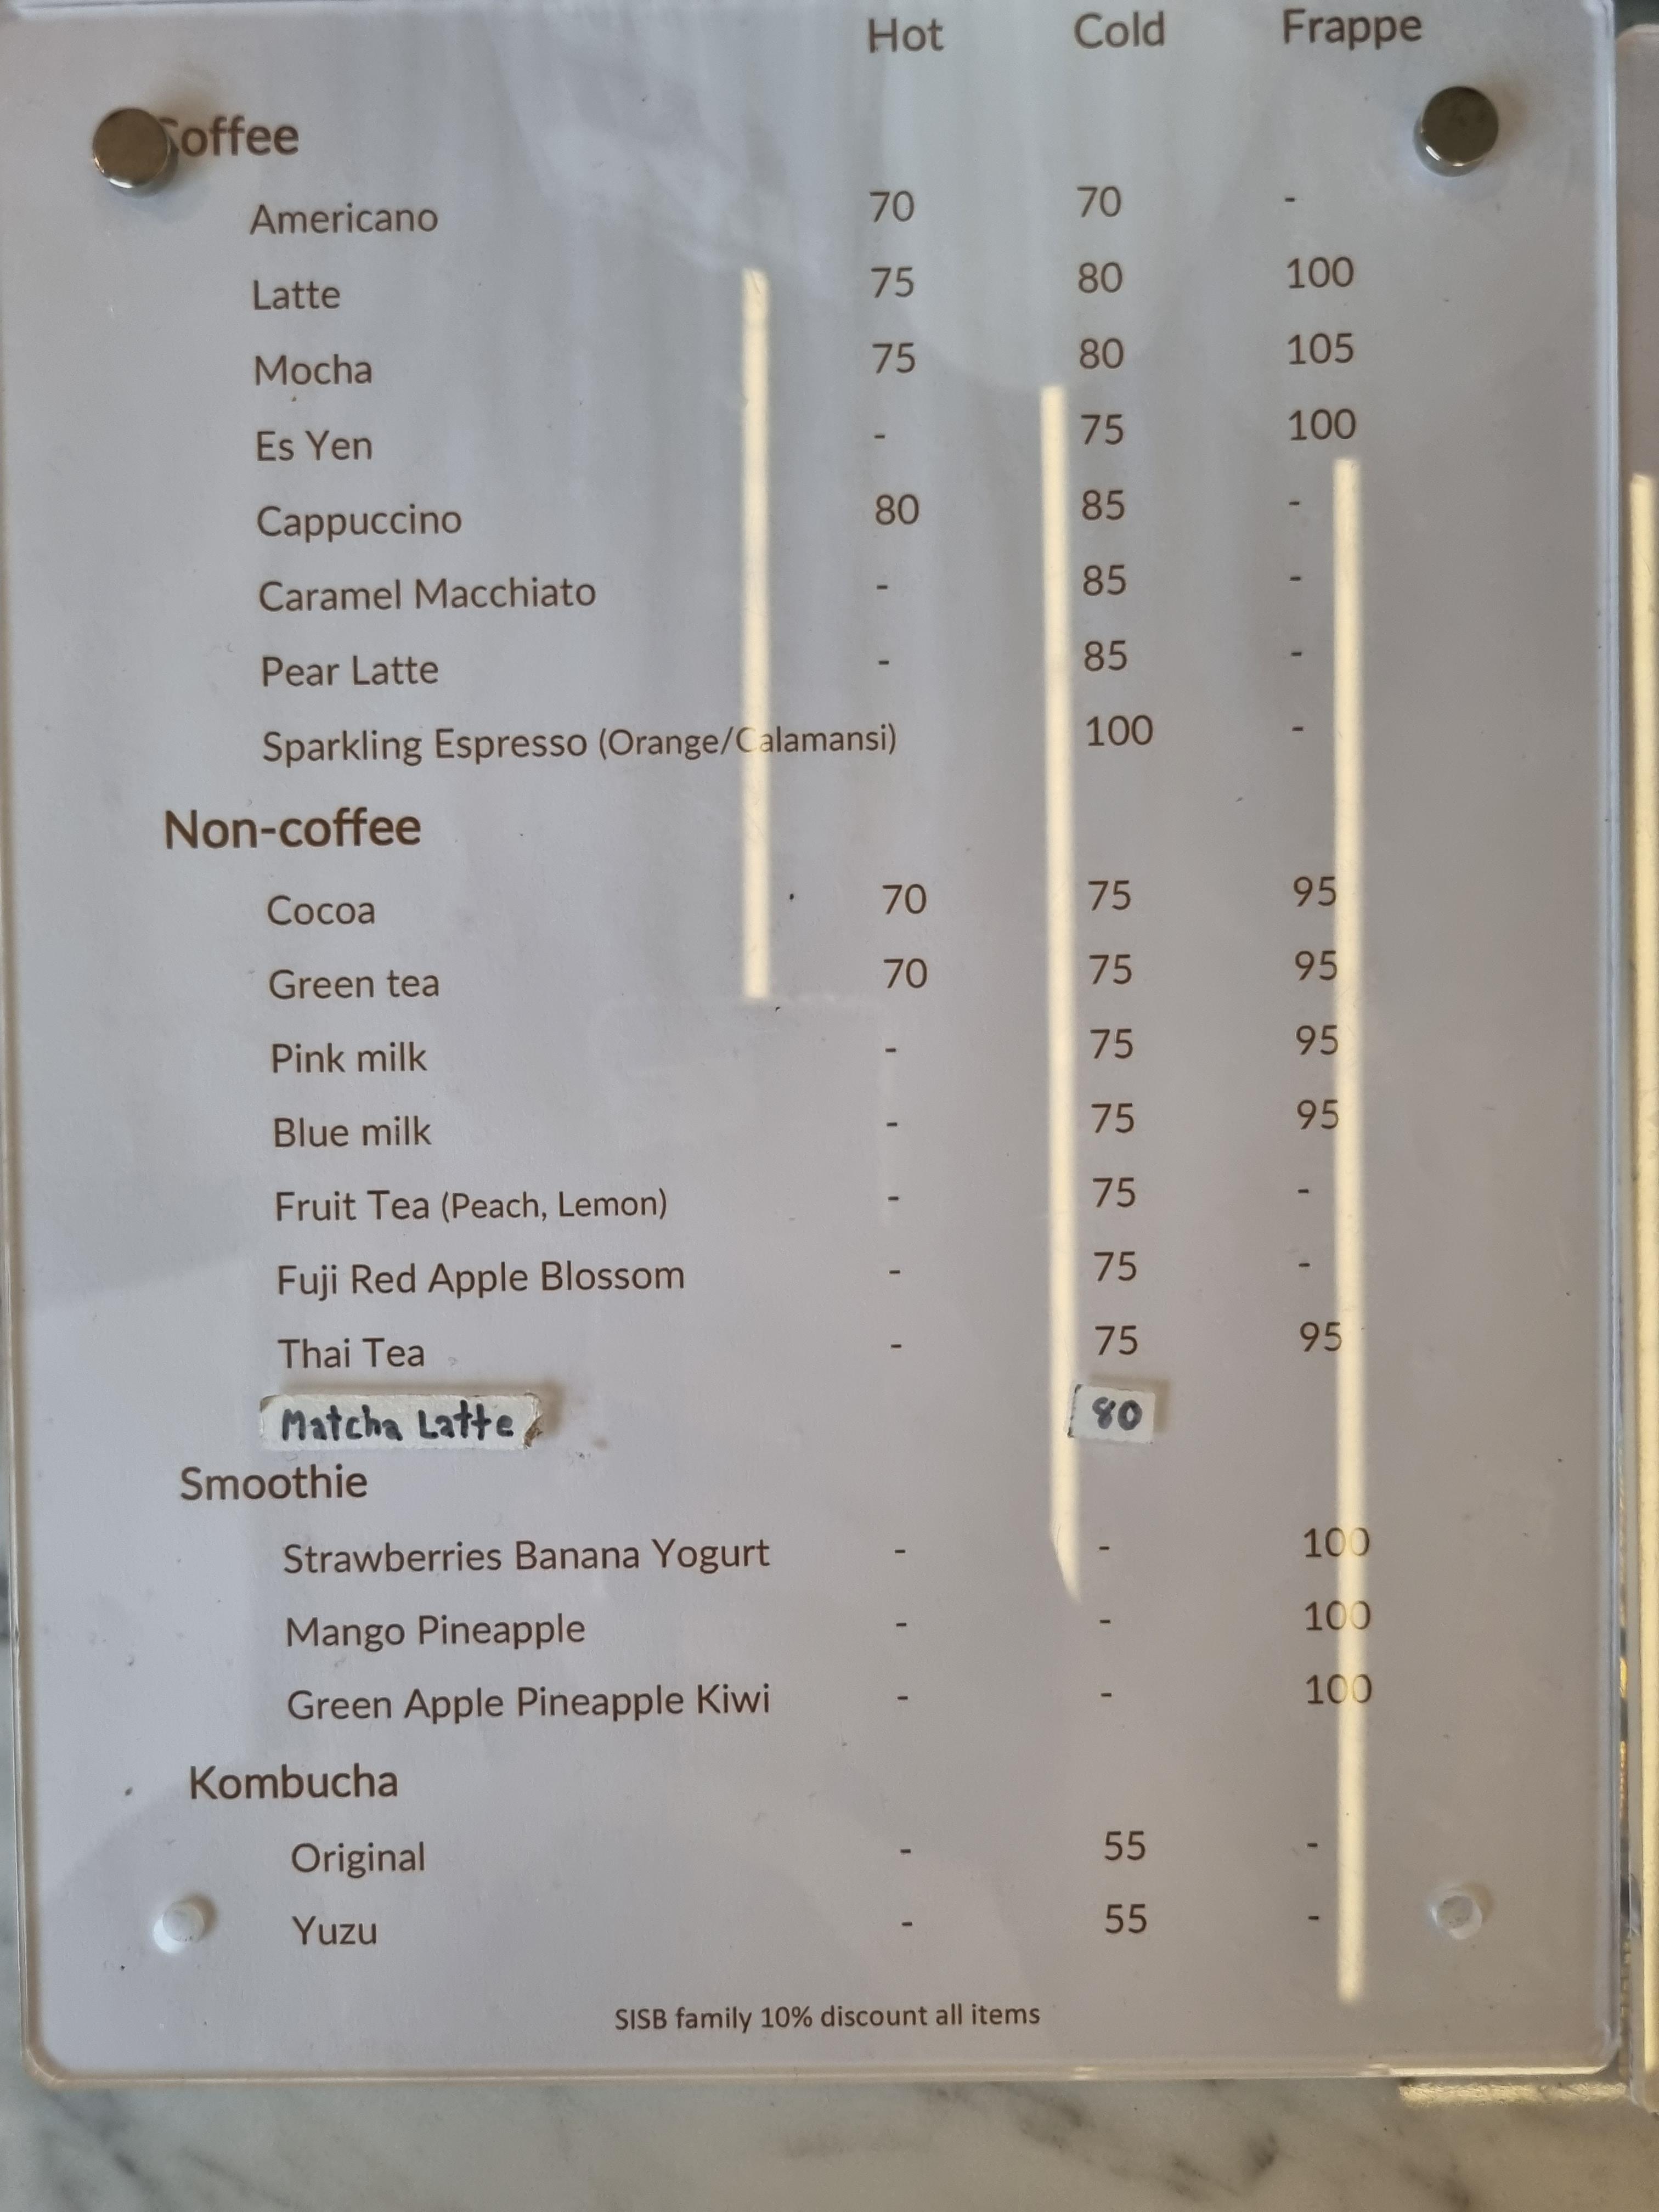 Hot Cold Frappe
Coffee
Americano 70 70 -
Latte 75 80 100
Mocha 75 80 105
Es Yen - 75 100
Cappuccino 80 85 -
Caramel Macchiato - 85 -
Pear Latte - 85 -
Sparkling Espresso (Orange/Calamansi) 100 -
Non-coffee
Cocoa 70 75 95
Green tea 70 75 95
Pink milk - 75 95
Blue milk - 75 95
Fruit Tea (Peach, Lemon) - 75 -
Fuji Red Apple Blossom - 75 -
Thai Tea - 75 95
Matcha Latte 80
Smoothie
Strawberries Banana Yogurt - - 100
Mango Pineapple - - 100
Green Apple Pineapple Kiwi - - 100
Kombucha
Original - 55 -
Yuzu - 55 -
SISB family 10% discount all items